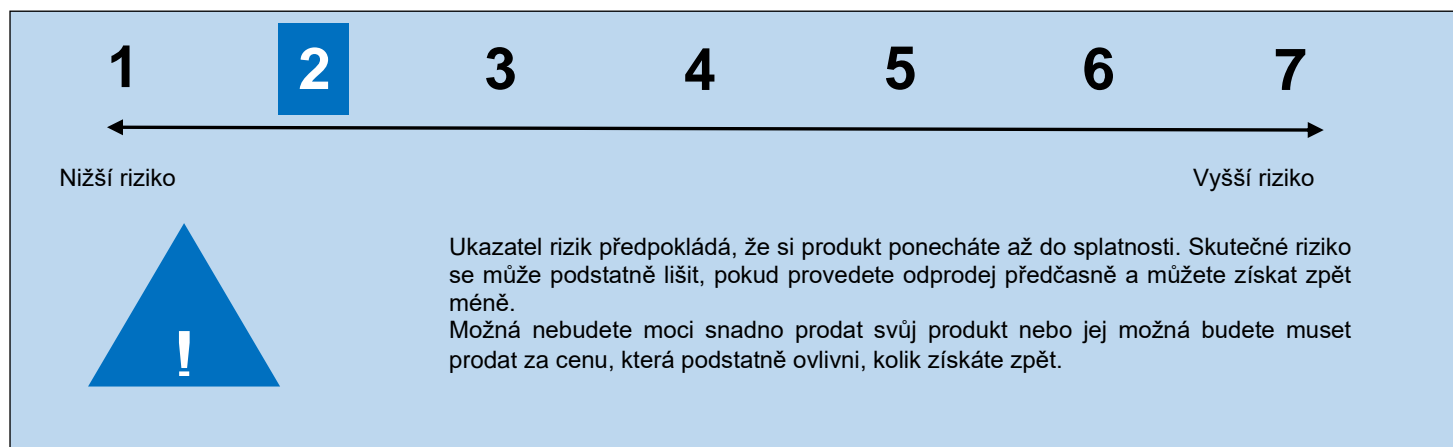 1 2 3 4 5 6 7
Nižší riziko Vyšší riziko
Ukazatel rizik předpokládá, že si produkt ponecháte až do splatnosti. Skutečné riziko
se může podstatně lišit, pokud provedete odprodej předčasně a můžete získat zpět
méně.
Možná nebudete moci snadno prodat svůj produkt nebo jej možná budete muset
prodat za cenu, která podstatně ovlivni, kolik získáte zpět.
!